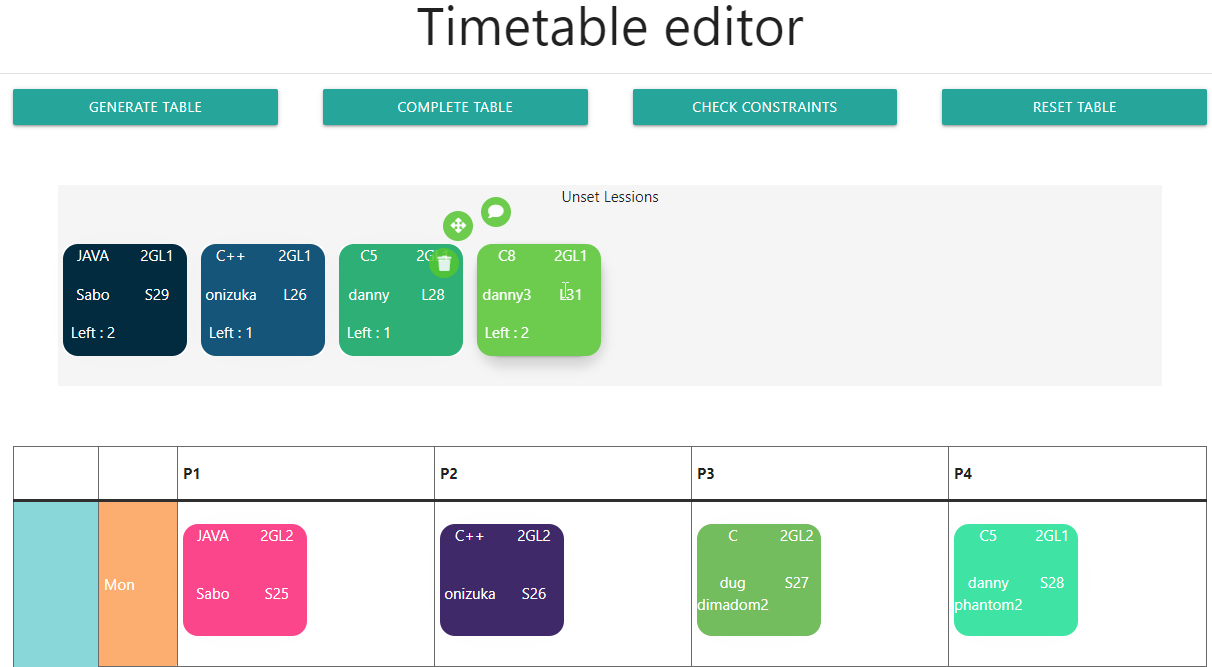 Timetable editor
GENERATE TABLE COMPLETE TABLE CHECK CONSTRAINTS RESET TABLE
Unset Lessions
JAVA 2GL1 C++ 2GL1 C5 C8 2GL1
Sabo S29 onizuka L26 danny L28 danny3 L31
Left : 2 Left : 1 Left : 1 Left : 2
P1 P2 P3 P4
JAVA 2GL2 C++ 2GL2 C 2GL2 C5 2GL1
Mon Sabo S25 onizuka S26 dug S27 danny S28
dimadom2 phantom2